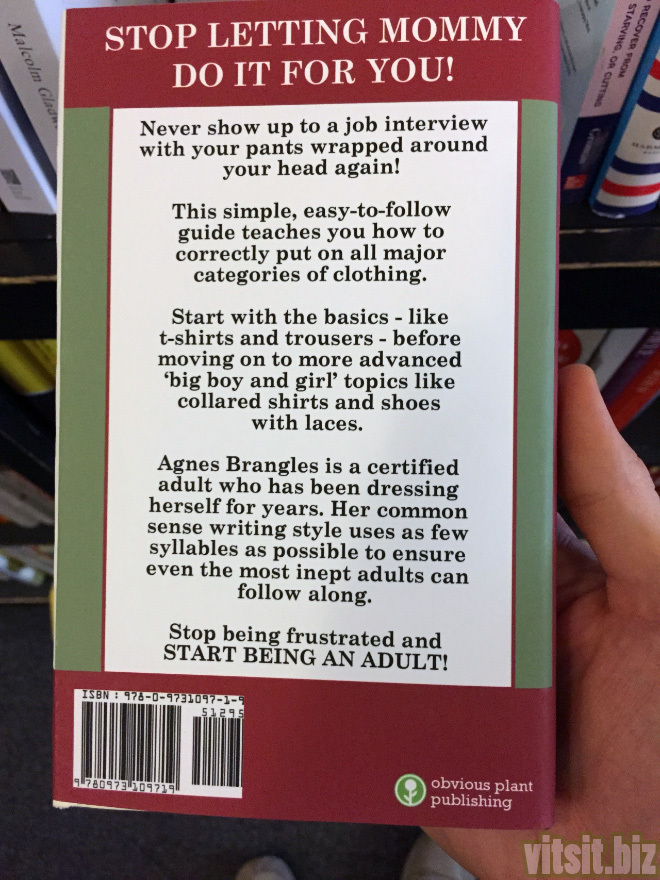 STOP LETTING MOMMY
DO IT FOR YOU!
Never show up to a job interview
with your pants wrapped around
your head again!
This simple, easy-to-follow
guide teaches you how to
correctly put on all major
categories of clothing.
Start with the basics - like
t-shirts and trousers - before
moving on to more advanced
‘big boy and girl’ topics like
collared shirts and shoes
with laces.
Agnes Brangles is a certified
adult who has been dressing
herself for years. Her common
sense writing style uses as few
syllables as possible to ensure
even the most inept adults can
follow along.
Stop being frustrated and
START BEING AN ADULT!
ISBN : 978-0-9731097-1-9
51295
9 780973 109719
obvious plant
publishing
Malcolm
RECOVER FROM
STARVING, OR CUTTING
vitsit.biz